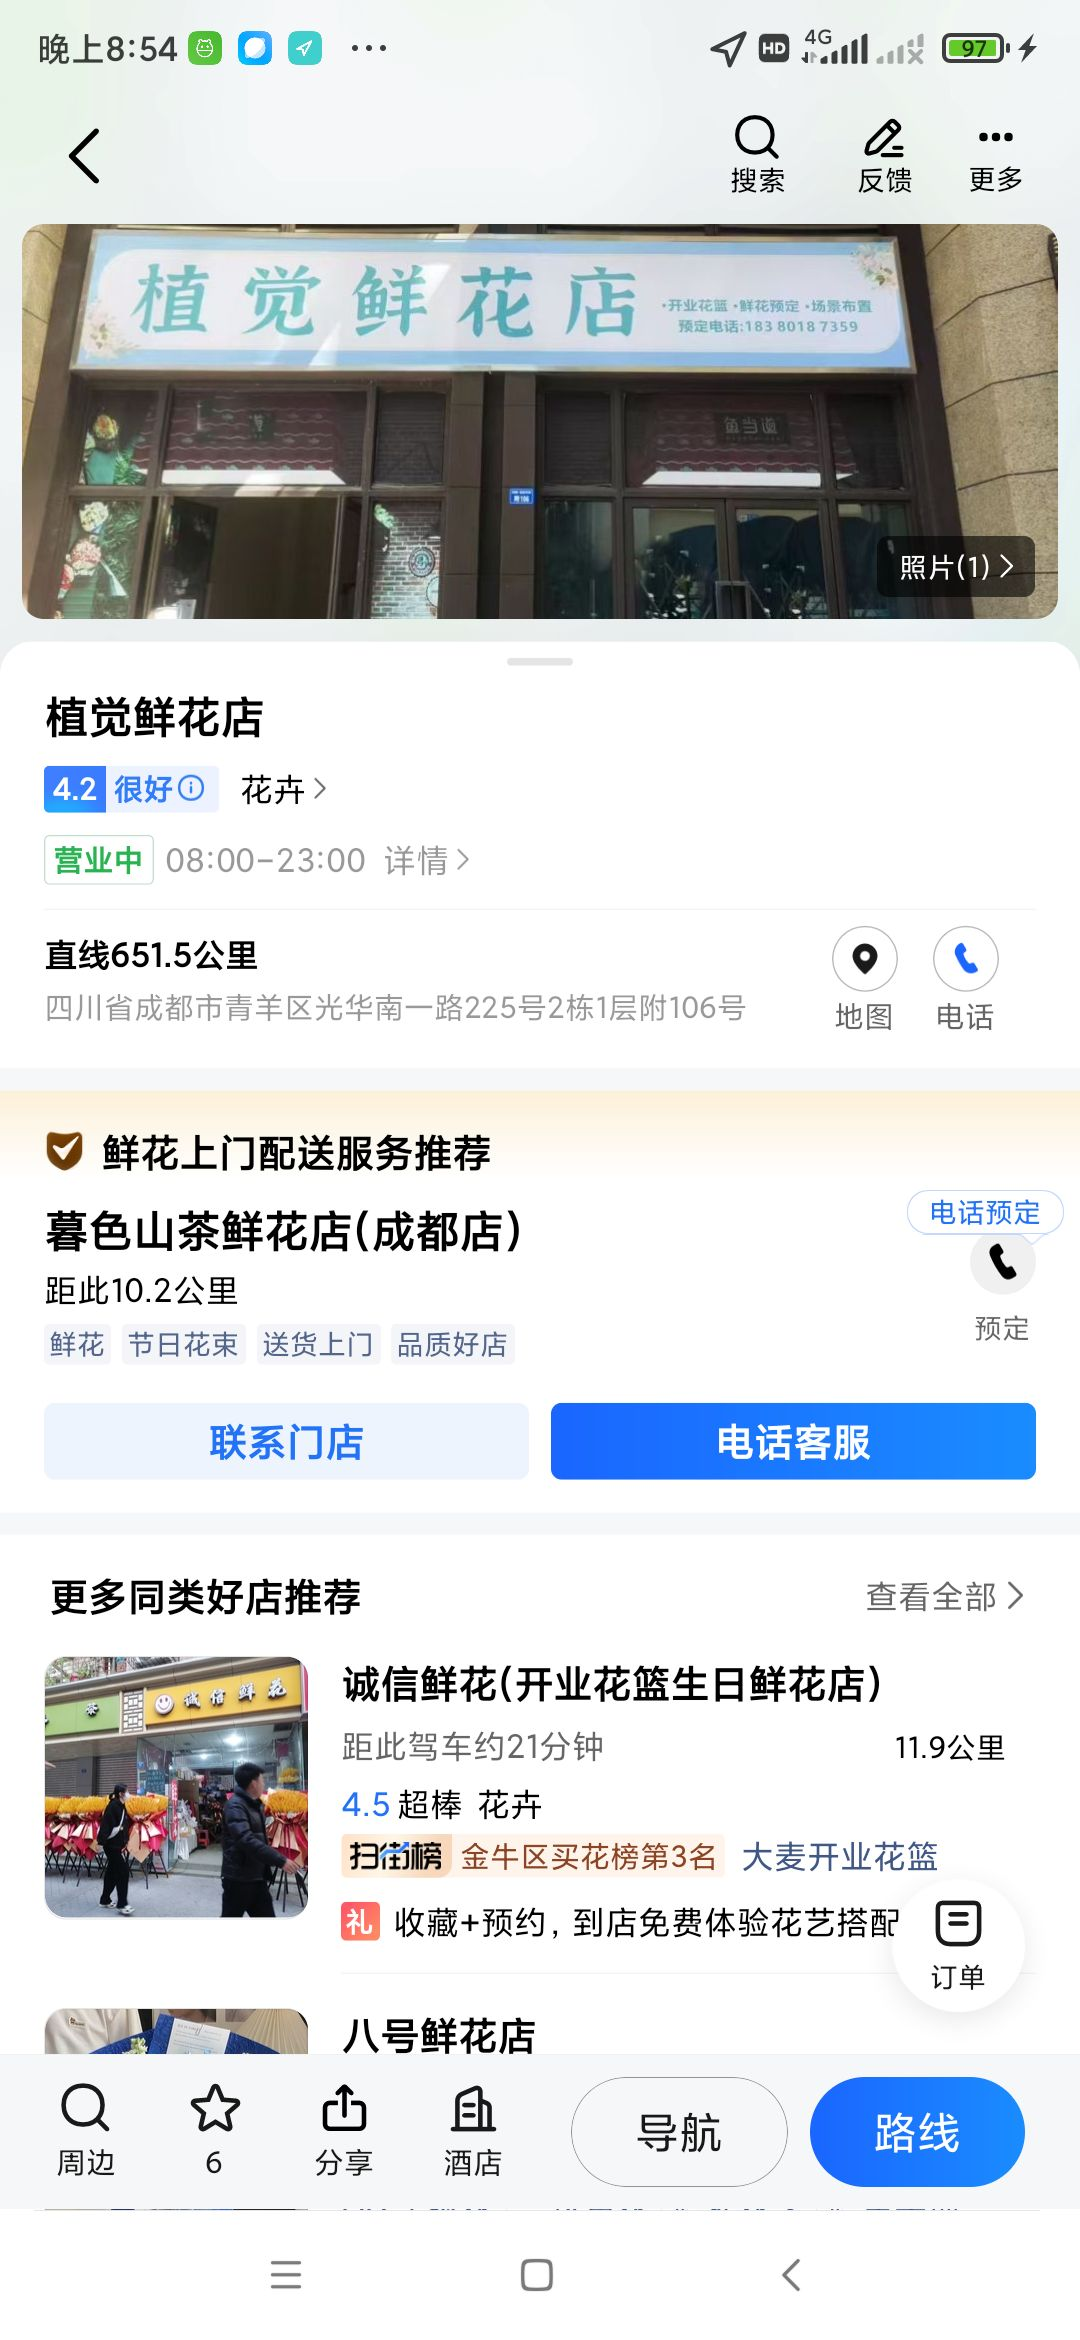 晚上8:54
HD 4G 97
搜索 反馈 更多
植觉鲜花店
·开业花篮·鲜花预定·场景布置
预定电话:183 8018 7359
鱼当道
照片(1)
植觉鲜花店
4.2 很好 花卉
营业中 08:00-23:00 详情
直线651.5公里
四川省成都市青羊区光华南一路225号2栋1层附106号
地图 电话
鲜花上门配送服务推荐
暮色山茶鲜花店(成都店)
电话预定
距此10.2公里
预定
鲜花 节日花束 送货上门 品质好店
联系门店 电话客服
更多同类好店推荐 查看全部
茶 诚信鲜花
诚信鲜花(开业花篮生日鲜花店)
距此驾车约21分钟 11.9公里
4.5 超棒 花卉
扫街榜 金牛区买花榜第3名 大麦开业花篮
礼 收藏+预约，到店免费体验花艺搭配
订单
八号鲜花店
周边 6 分享 酒店 导航 路线